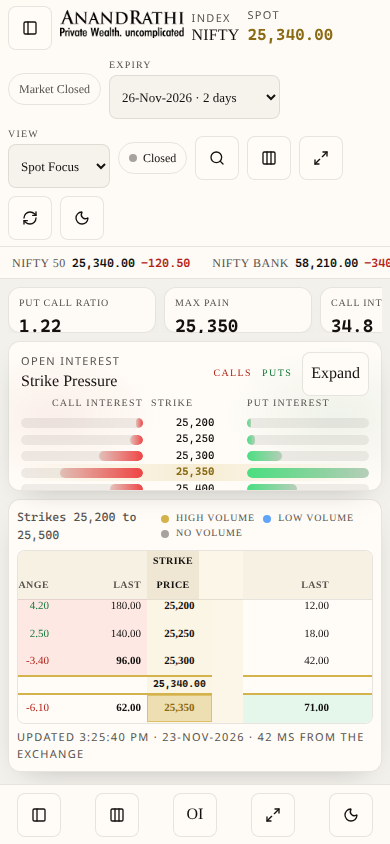 ANANDRATHI
Private Wealth. uncomplicated
INDEX
NIFTY
SPOT
25,340.00
Market Closed
EXPIRY
26-Nov-2026 · 2 days
VIEW
Spot Focus
Closed
NIFTY 50 25,340.00 −120.50 NIFTY BANK 58,210.00 −340
PUT CALL RATIO
1.22
MAX PAIN
25,350
CALL INT
34.8
OPEN INTEREST
Strike Pressure
CALLS PUTS
Expand
CALL INTEREST STRIKE PUT INTEREST
25,200
25,250
25,300
25,350
25,400
Strikes 25,200 to 25,500
HIGH VOLUME LOW VOLUME
NO VOLUME
STRIKE
ANGE LAST PRICE LAST
4.20 180.00 25,200 12.00
2.50 140.00 25,250 18.00
-3.40 96.00 25,300 42.00
25,340.00
-6.10 62.00 25,350 71.00
UPDATED 3:25:40 PM · 23-NOV-2026 · 42 MS FROM THE
EXCHANGE
OI